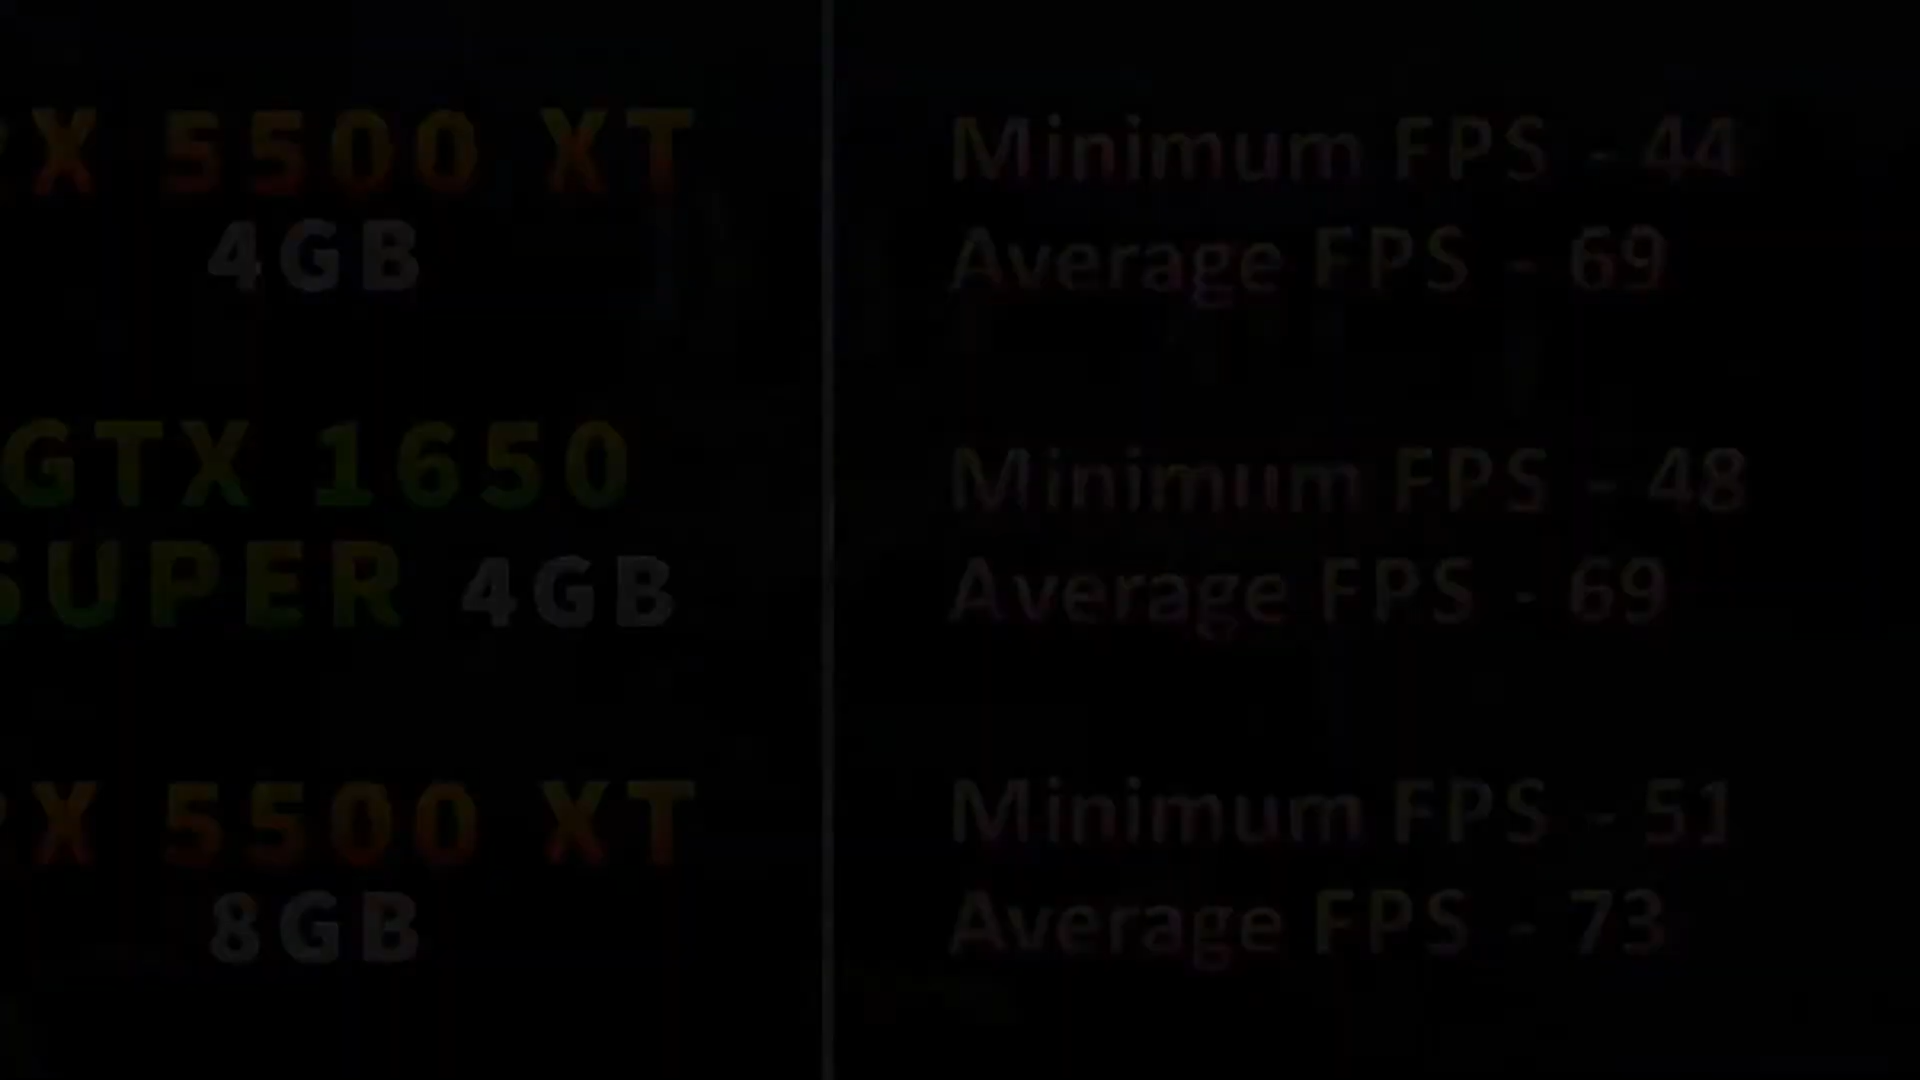 X 5500 XT
4GB
Minimum FPS - 44
Average FPS - 69
GTX 1650
SUPER 4GB
Minimum FPS - 48
Average FPS - 69
X 5500 XT
8GB
Minimum FPS - 51
Average FPS - 73